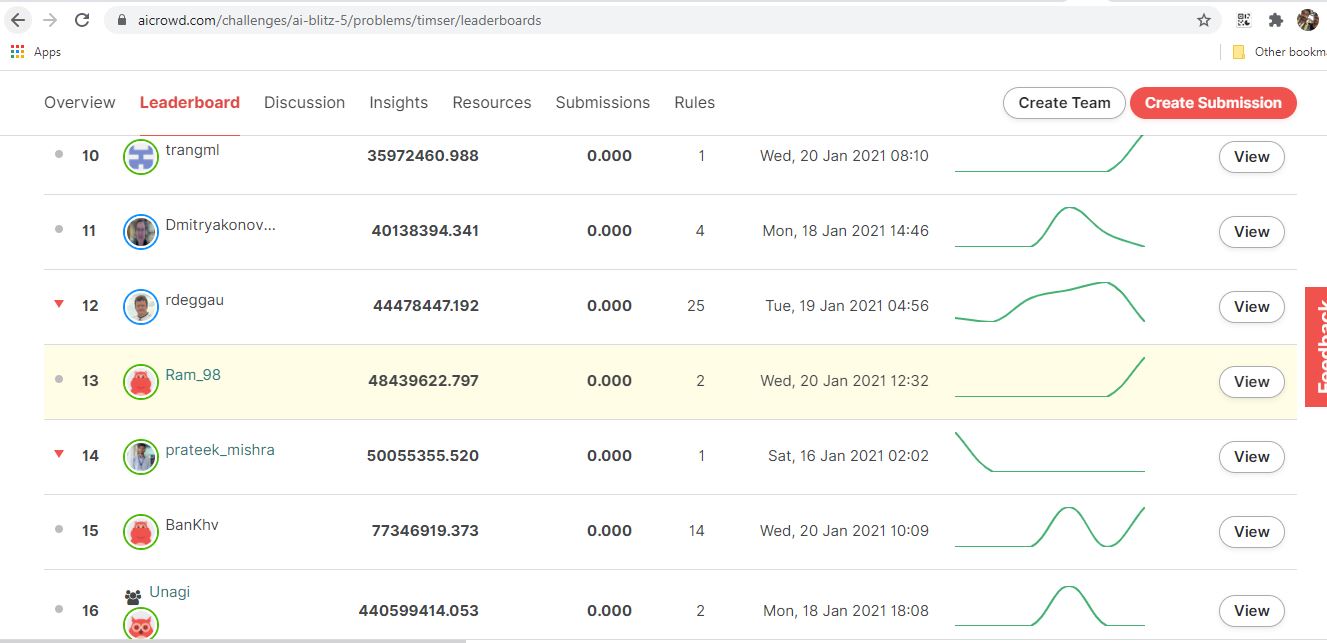 aicrowd.com/challenges/ai-blitz-5/problems/timser/leaderboards
Apps
Other bookm
Overview Leaderboard Discussion Insights Resources Submissions Rules Create Team Create Submission
10 trangml 35972460.988 0.000 1 Wed, 20 Jan 2021 08:10 View
11 Dmitryakonov... 40138394.341 0.000 4 Mon, 18 Jan 2021 14:46 View
12 rdeggau 44478447.192 0.000 25 Tue, 19 Jan 2021 04:56 View
Feedback
13 Ram_98 48439622.797 0.000 2 Wed, 20 Jan 2021 12:32 View
14 prateek_mishra 50055355.520 0.000 1 Sat, 16 Jan 2021 02:02 View
15 BanKhv 77346919.373 0.000 14 Wed, 20 Jan 2021 10:09 View
16 Unagi 440599414.053 0.000 2 Mon, 18 Jan 2021 18:08 View